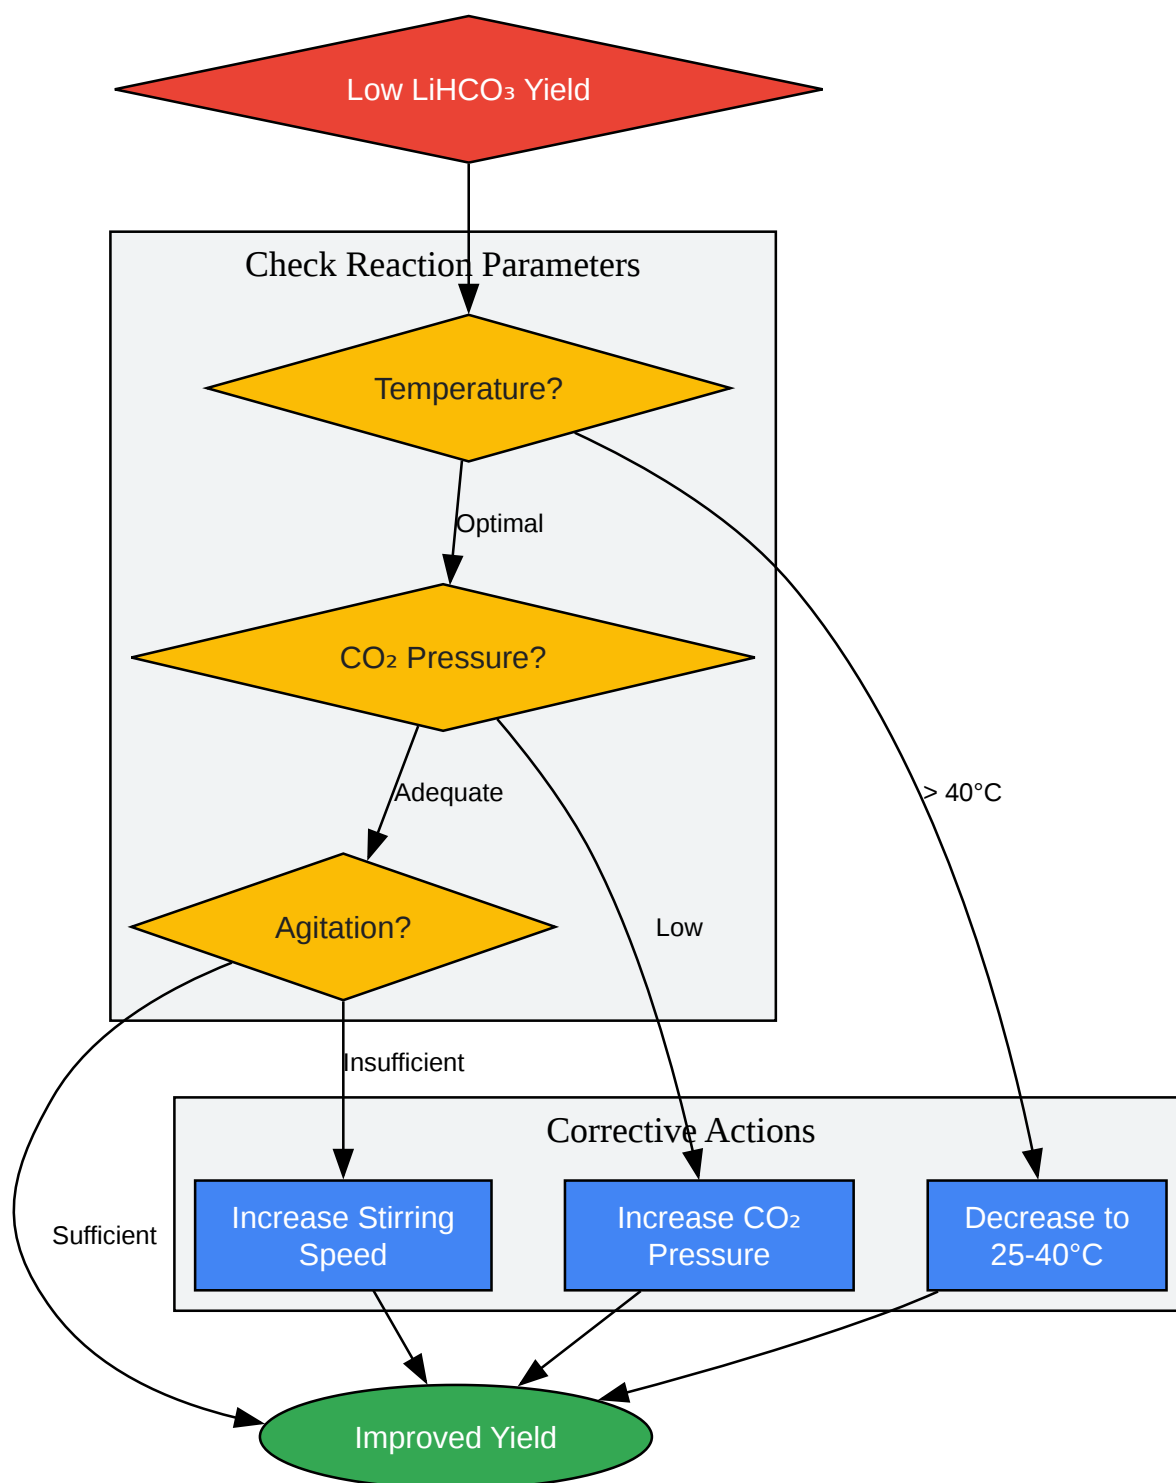 Low LiHCO₃ Yield
Check Reaction Parameters
Temperature?
Optimal
CO₂ Pressure?
Adequate
> 40°C
Agitation?
Low
Insufficient
Corrective Actions
Increase Stirring
Speed
Increase CO₂
Pressure
Decrease to
25-40°C
Sufficient
Improved Yield